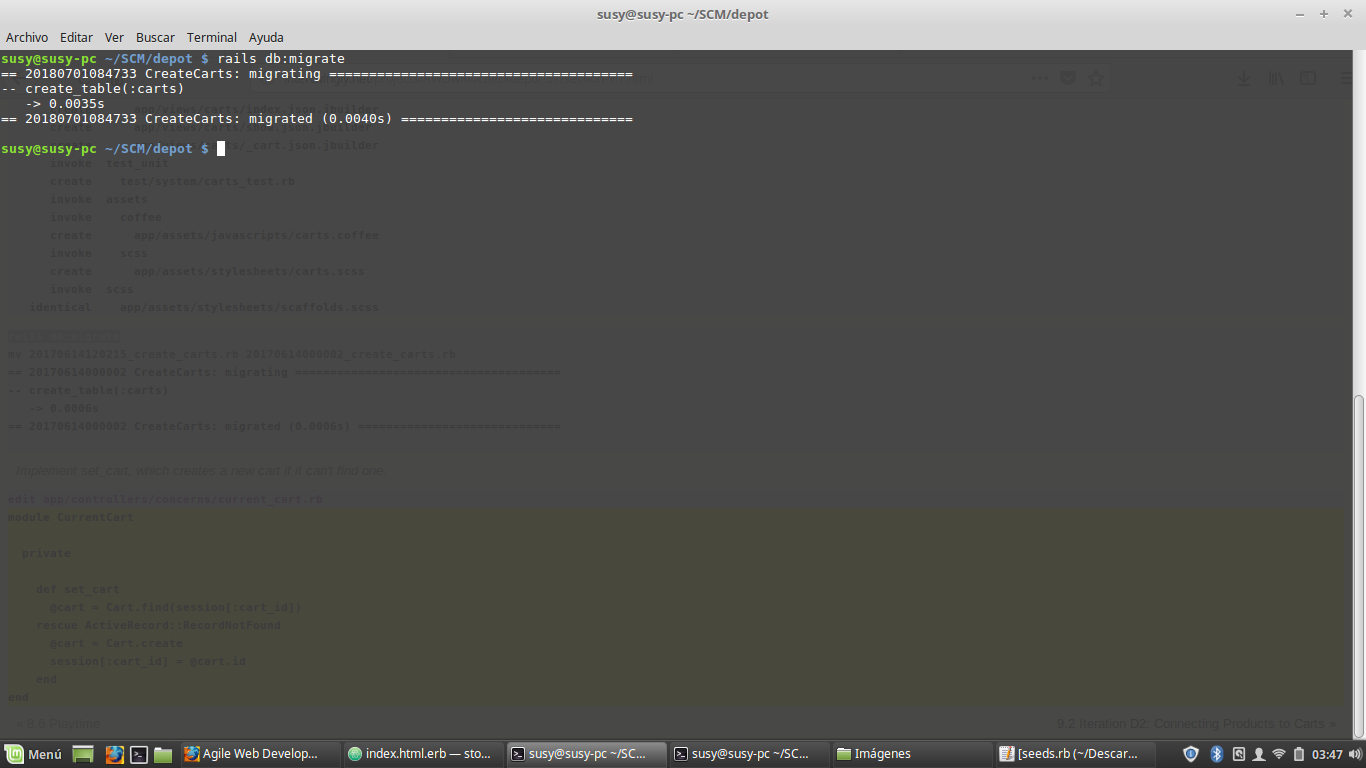 susy@susy-pc ~/SCM/depot
Archivo Editar Ver Buscar Terminal Ayuda
susy@susy-pc ~/SCM/depot $ rails db:migrate
== 20180701084733 CreateCarts: migrating ======================================
-- create_table(:carts)
   -> 0.0035s
== 20180701084733 CreateCarts: migrated (0.0040s) =============================
app/views/carts/index.json.jbuilder
create app/views/carts/show.json.jbuilder
susy@susy-pc ~/SCM/depot $
/_cart.json.jbuilder
invoke test_unit
create test/system/carts_test.rb
invoke assets
invoke coffee
create app/assets/javascripts/carts.coffee
invoke scss
create app/assets/stylesheets/carts.scss
invoke scss
identical app/assets/stylesheets/scaffolds.scss
mv 20170614120215_create_carts.rb 20170614000002_create_carts.rb
== 20170614000002 CreateCarts: migrating ======================================
-- create_table(:carts)
   -> 0.0006s
== 20170614000002 CreateCarts: migrated (0.0006s) =============================
Implement set_cart, which creates a new cart if it can't find one.
edit app/controllers/concerns/current_cart.rb
module CurrentCart
private
def set_cart
@cart = Cart.find(session[:cart_id])
rescue ActiveRecord::RecordNotFound
@cart = Cart.create
session[:cart_id] = @cart.id
end
end
< 8.6 Playtime
9.2 Iteration D2: Connecting Products to Carts >
Menú
Agile Web Develop...
index.html.erb — sto...
susy@susy-pc ~/SC...
susy@susy-pc ~/SC...
Imágenes
[seeds.rb (~/Descar...
03:47